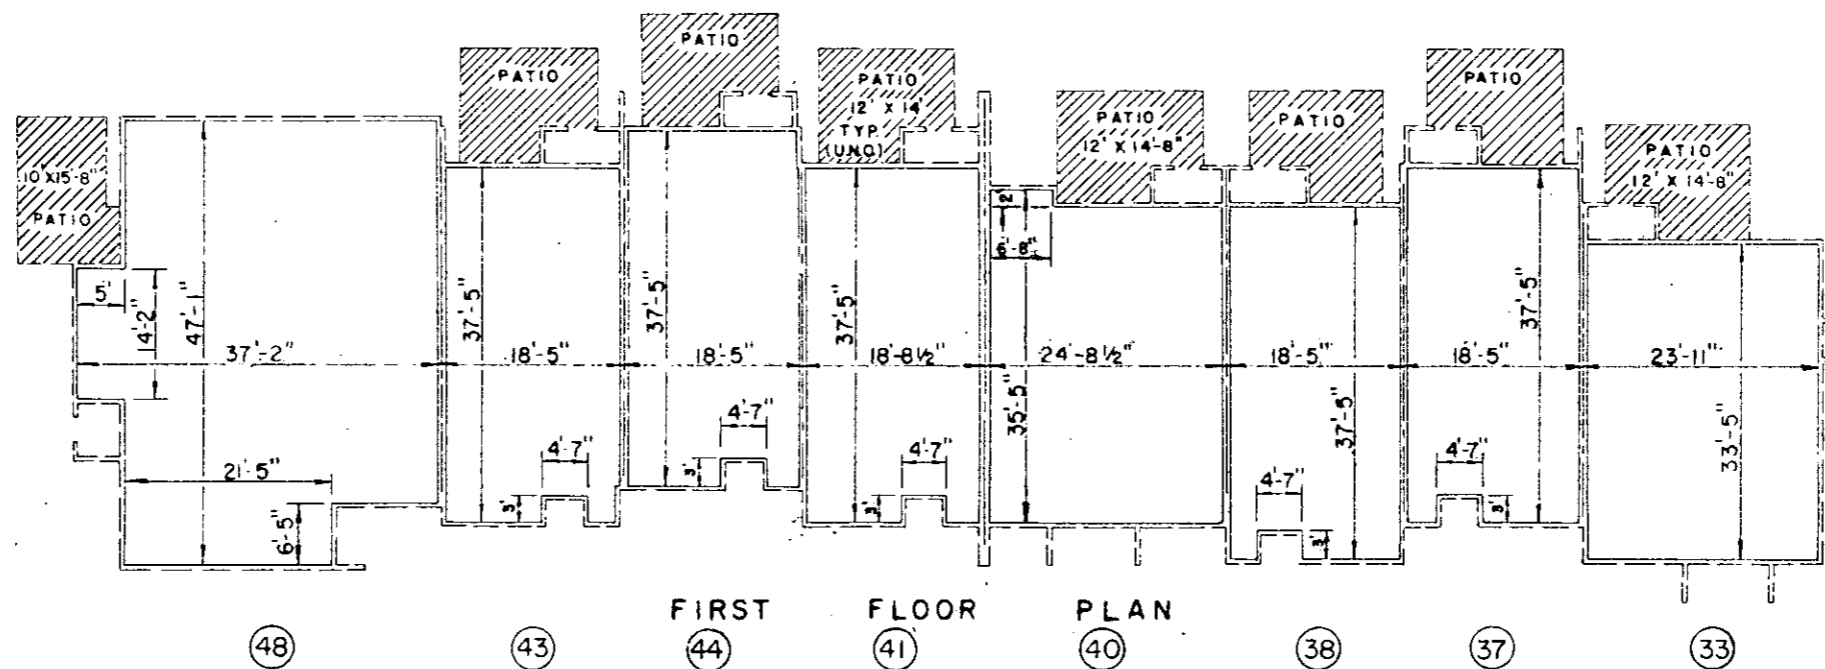 PATIO
PATIO
PATIO
12' X 14'
TYP.
(U.N.O.)
PATIO
12' X 14'-8"
PATIO
PATIO
PATIO
12' X 14'-8"
10' X 15'-8"
PATIO
5'
14'-2"
47'-1"
37'-2"
21'-5"
6'-5"
37'-5"
18'-5"
4'-7"
3'
37'-5"
18'-5"
4'-7"
3'
37'-5"
18'-8½"
4'-7"
3'
2'
6'-8"
24'-8½"
35'-5"
18'-5"
37'-5"
4'-7"
3'
37'-5"
18'-5"
4'-7"
3'
23'-11"
33'-5"
FIRST FLOOR PLAN
48 43 44 41 40 38 37 33